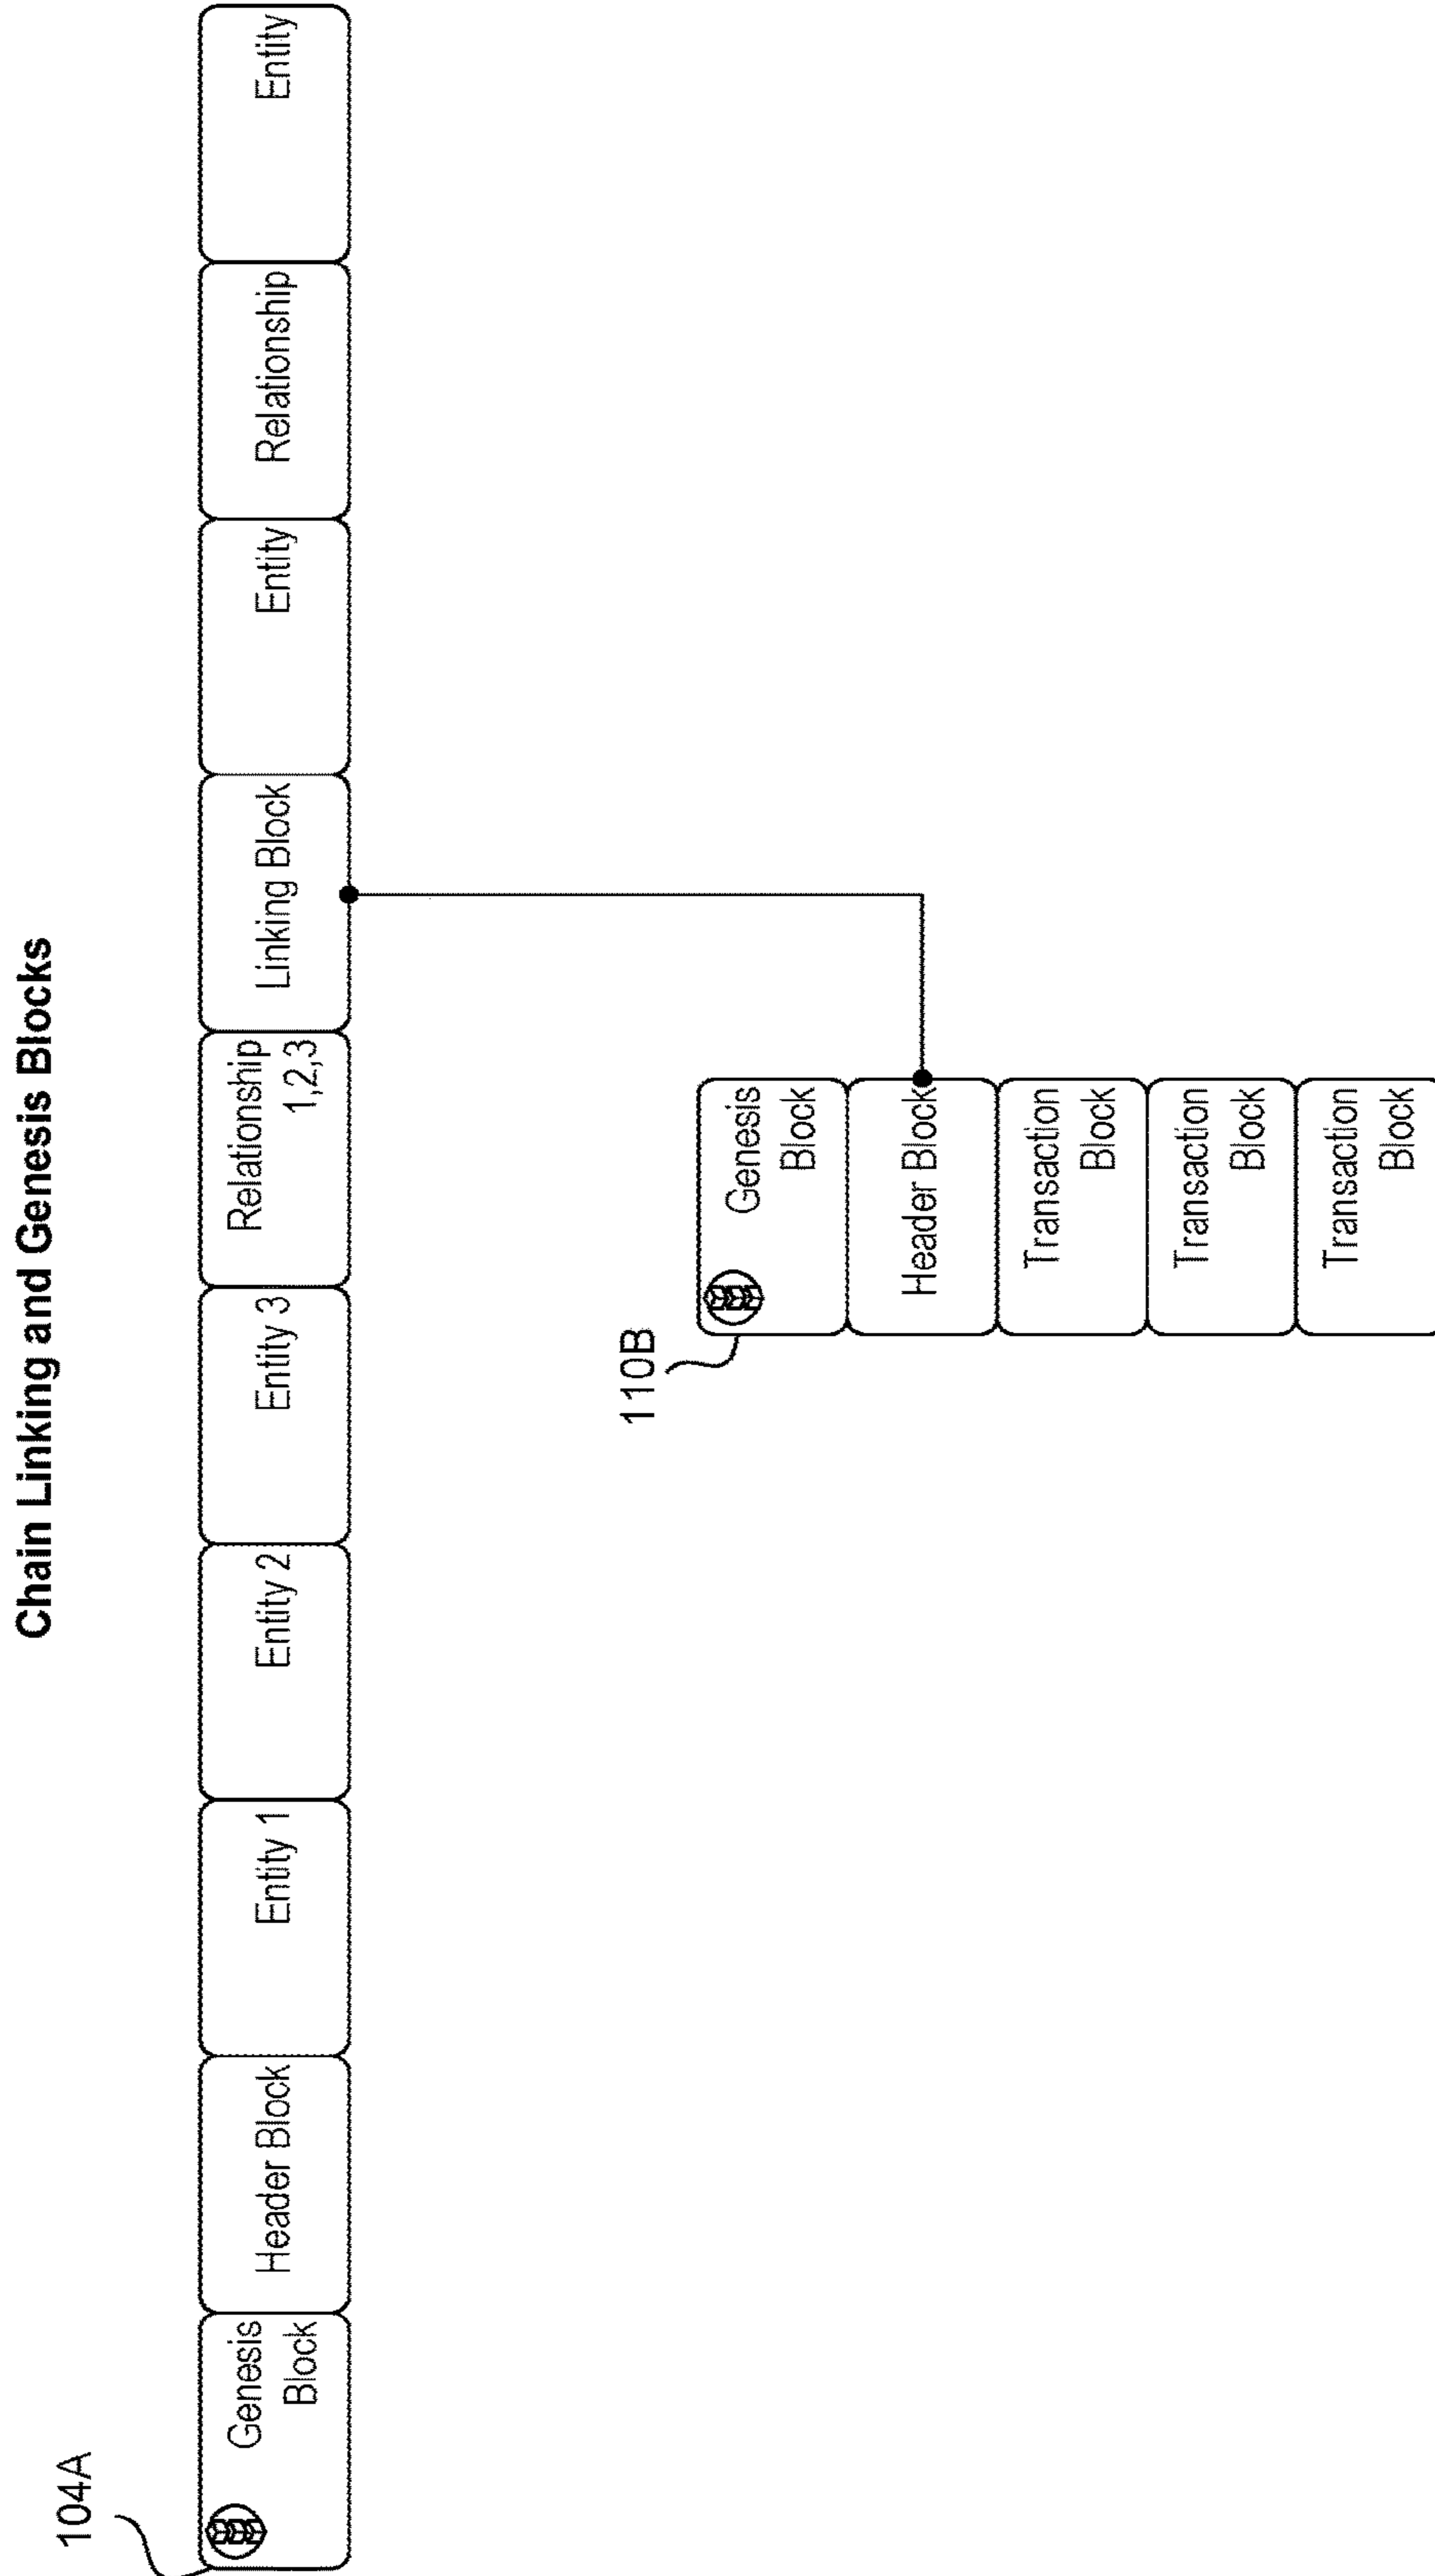 Chain Linking and Genesis Blocks
104A
Genesis
Block
Header Block
Entity 1
Entity 2
Entity 3
Relationship
1,2,3
Linking Block
Entity
Relationship
Entity
110B
Genesis
Block
Header Block
Transaction
Block
Transaction
Block
Transaction
Block